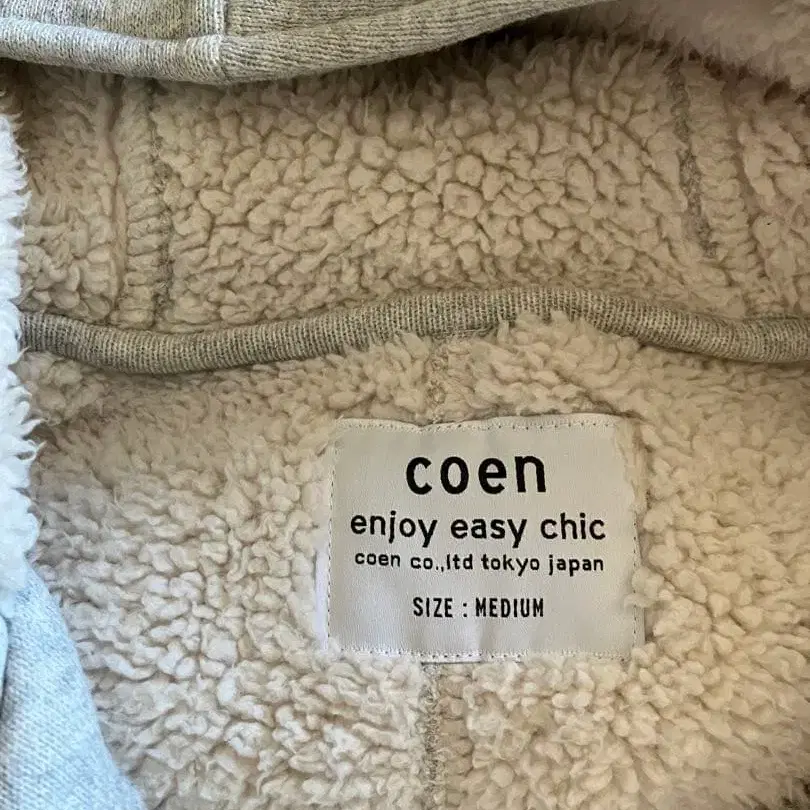 coen
enjoy easy chic
coen co.,ltd tokyo japan
SIZE : MEDIUM